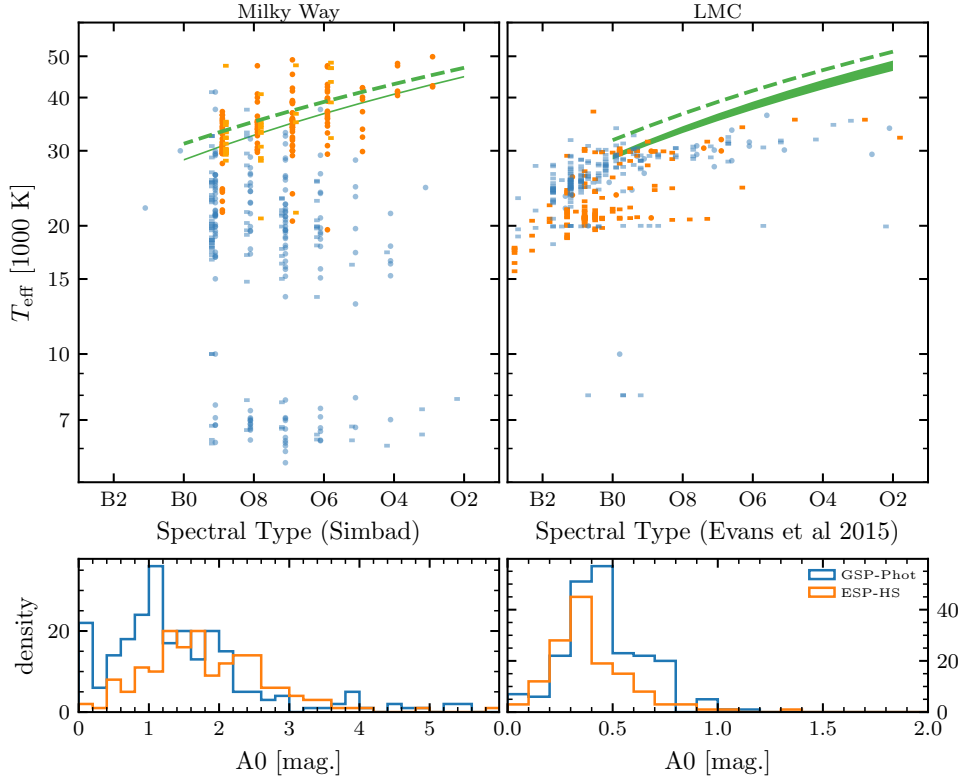 Milky Way
LMC
50
40
30
20
15
10
7
T_eff [1000 K]
B2 B0 O8 O6 O4 O2
B2 B0 O8 O6 O4 O2
Spectral Type (Simbad)
Spectral Type (Evans et al 2015)
GSP-Phot
ESP-HS
density
20
0
40
20
0
0 1 2 3 4 5
0.0 0.5 1.0 1.5 2.0
A0 [mag.]
A0 [mag.]